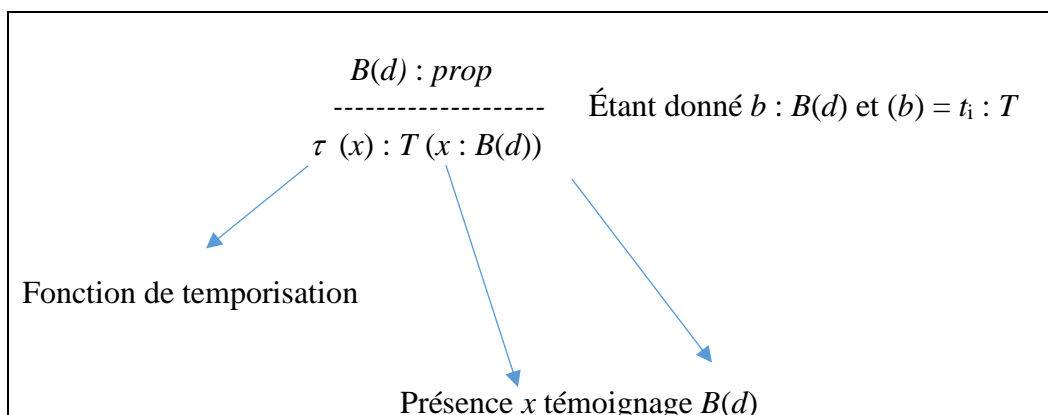 B(d) : prop
--------------------
τ (x) : T (x : B(d))
Étant donné b : B(d) et (b) = tᵢ : T
Fonction de temporisation
Présence x témoignage B(d)